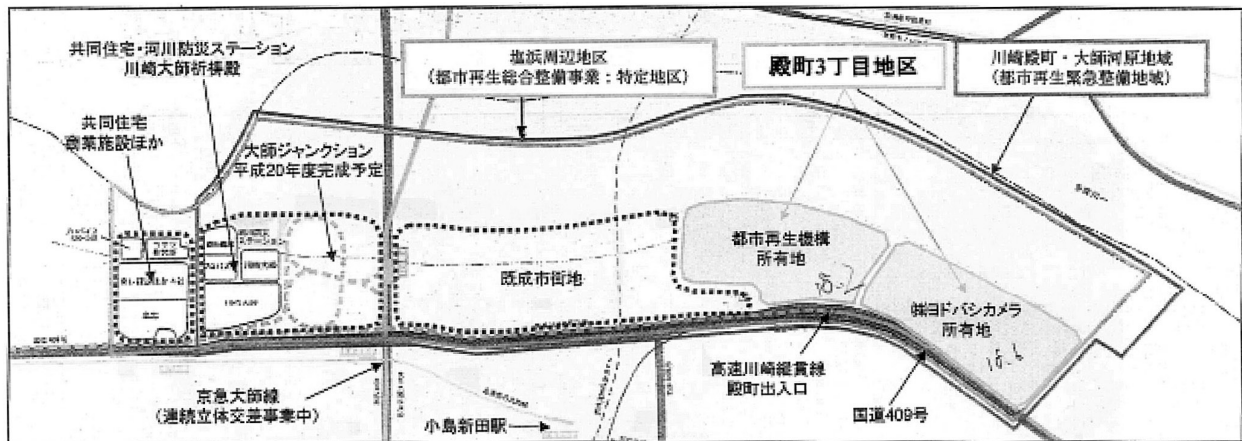 共同住宅・河川防災ステーション
川崎大師祈祷殿
塩浜周辺地区
(都市再生総合整備事業:特定地区)
殿町3丁目地区
川崎殿町・大師河原地域
(都市再生緊急整備地域)
共同住宅
商業施設ほか
大師ジャンクション
平成20年度完成予定
都市再生機構
所有地
既成市街地
㈱ヨドバシカメラ
所有地
高速川崎縦貫線
殿町出入口
国道409号
京急大師線
(連続立体交差事業中)
小島新田駅